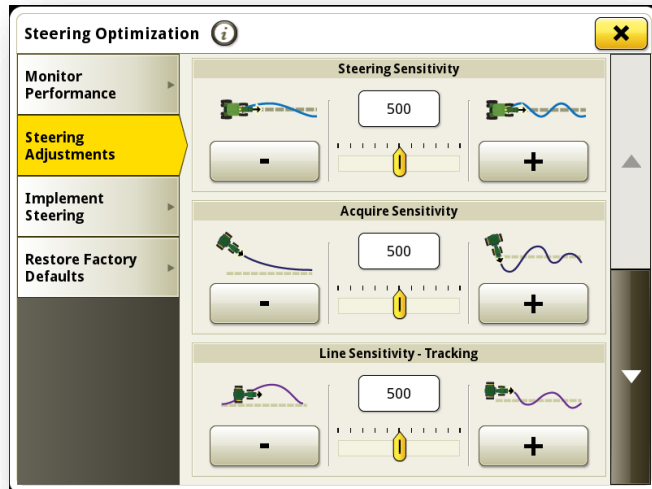 Steering Optimization
Monitor
Performance
Steering
Adjustments
Implement
Steering
Restore Factory
Defaults
Steering Sensitivity
500
-
+
Acquire Sensitivity
500
-
+
Line Sensitivity - Tracking
500
-
+